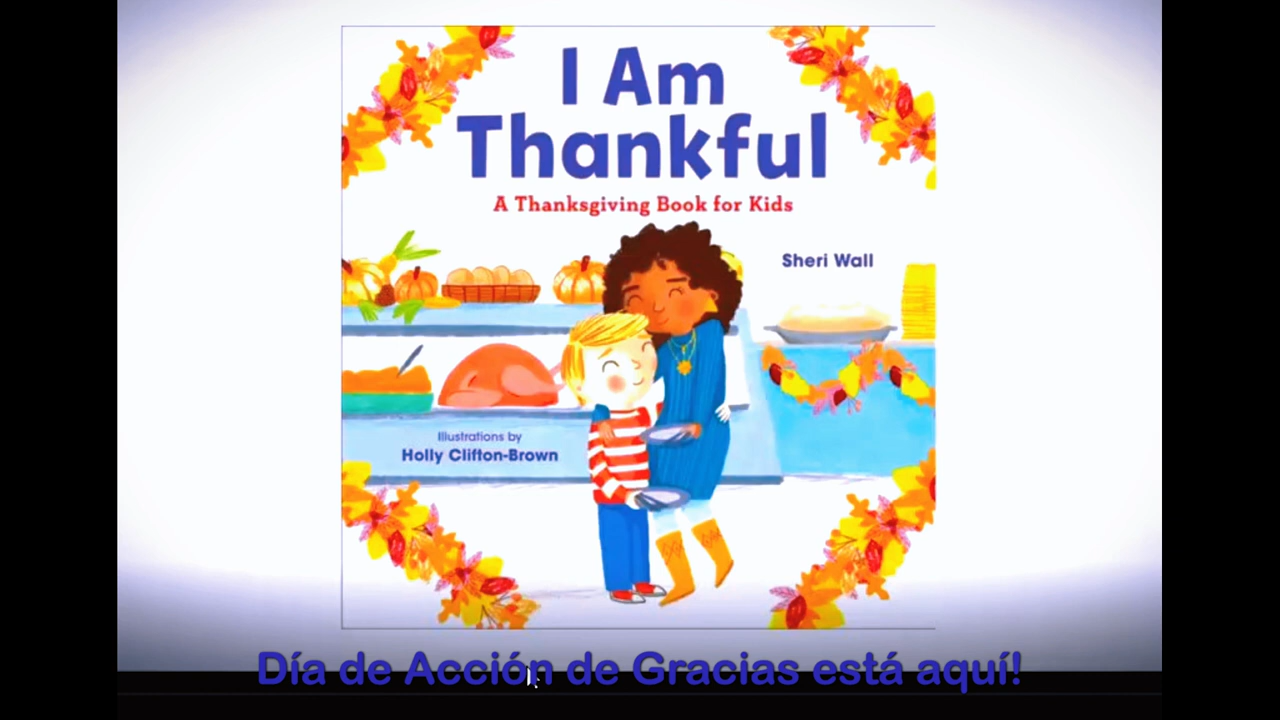 I Am
Thankful
A Thanksgiving Book for Kids
Sheri Wall
Illustrations by
Holly Clifton-Brown
Día de Acción de Gracias está aquí!